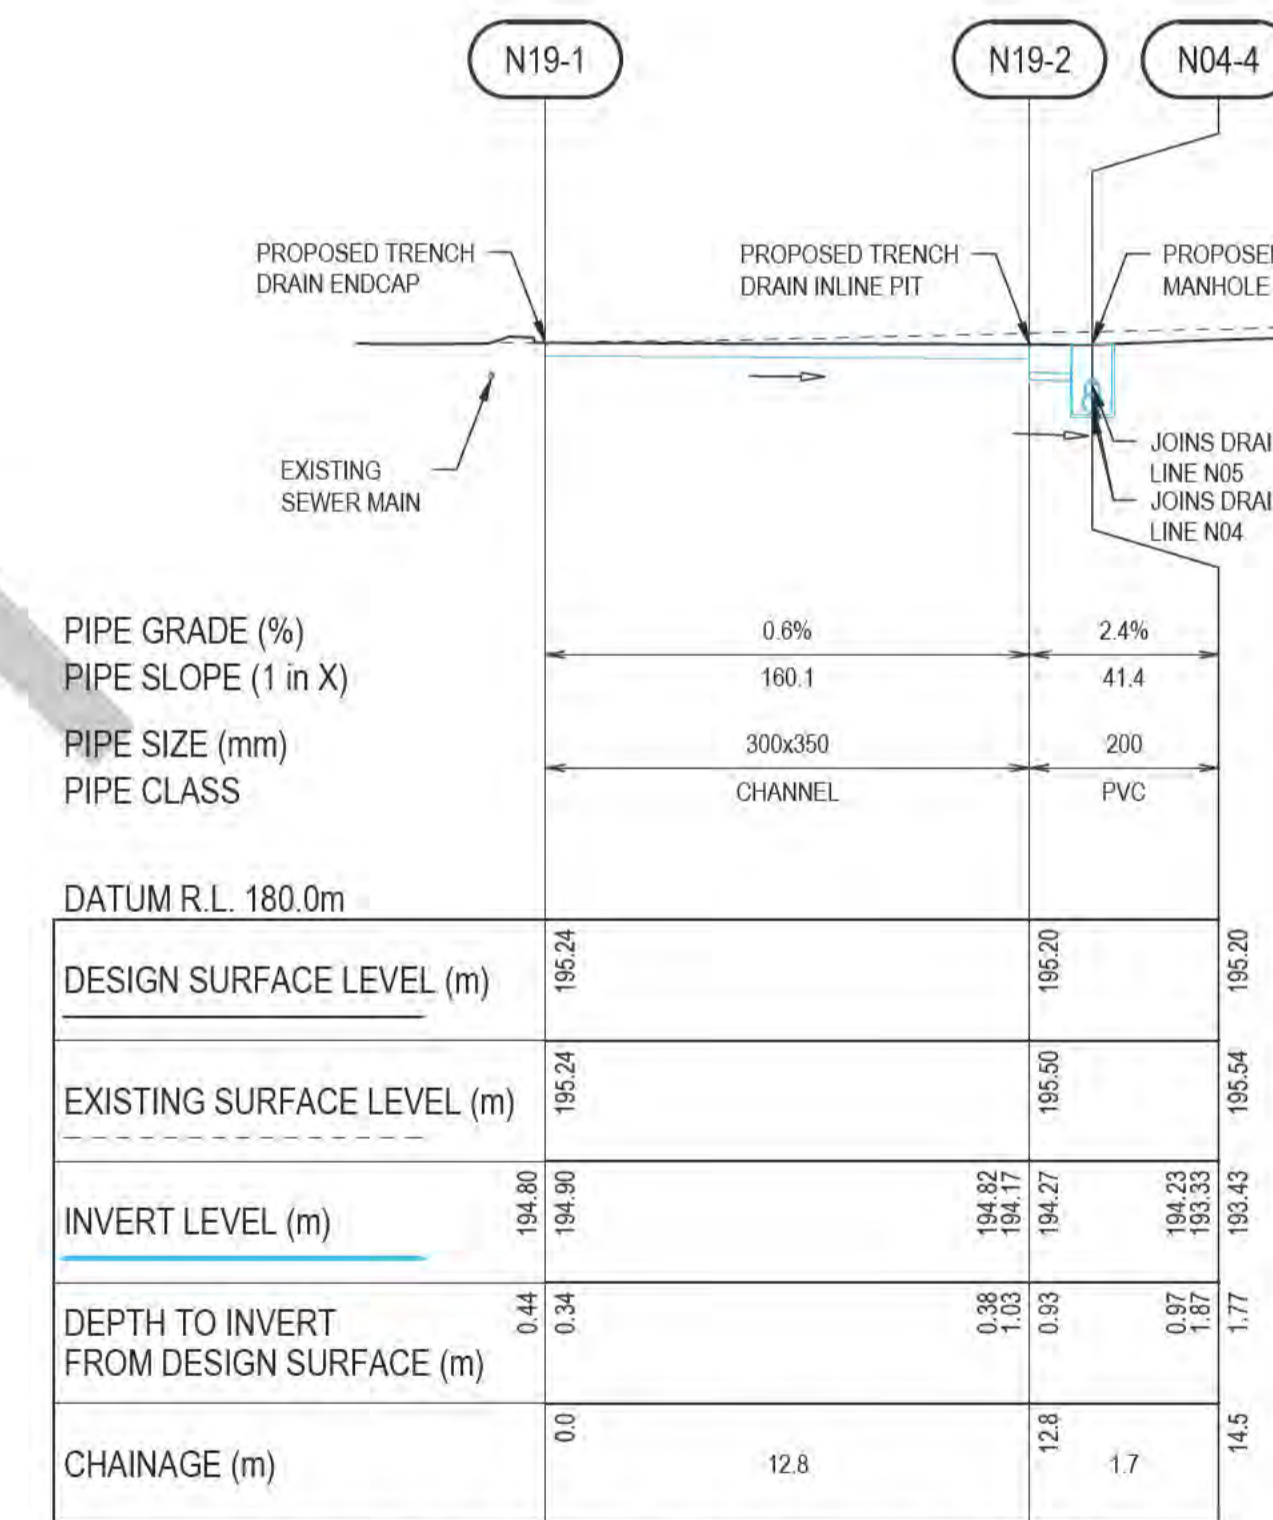 N19-1
N19-2
N04-4
PROPOSED TRENCH
DRAIN ENDCAP
PROPOSED TRENCH
DRAIN INLINE PIT
PROPOSE
MANHOLE
EXISTING
SEWER MAIN
JOINS DRAI
LINE N05
JOINS DRAI
LINE N04
PIPE GRADE (%) 0.6% 2.4%
PIPE SLOPE (1 in X) 160.1 41.4
PIPE SIZE (mm) 300x350 200
PIPE CLASS CHANNEL PVC
DATUM R.L. 180.0m
DESIGN SURFACE LEVEL (m) 195.24 195.20 195.20
EXISTING SURFACE LEVEL (m) 195.24 195.50 195.54
INVERT LEVEL (m) 194.80 194.90 194.82 194.17 194.27 194.23 193.33 193.43
DEPTH TO INVERT
FROM DESIGN SURFACE (m) 0.44 0.34 0.38 1.03 0.93 0.97 1.87 1.77
CHAINAGE (m) 0.0 12.8 12.8 1.7 14.5